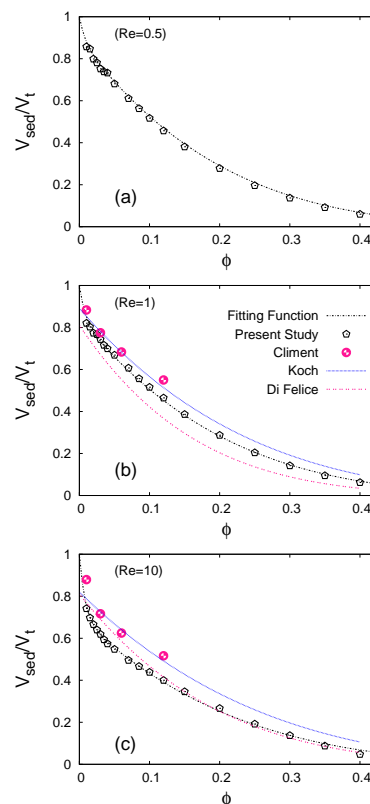 (Re=0.5)
1
0.8
0.6
0.4
0.2
0
V_sed/V_t
(a)
0.1 0.2 0.3 0.4
ϕ
(Re=1)
1
0.8
0.6
0.4
0.2
0
V_sed/V_t
Fitting Function
Present Study
Climent
Koch
Di Felice
(b)
0 0.1 0.2 0.3 0.4
ϕ
(Re=10)
1
0.8
0.6
0.4
0.2
0
V_sed/V_t
(c)
0 0.1 0.2 0.3 0.4
ϕ